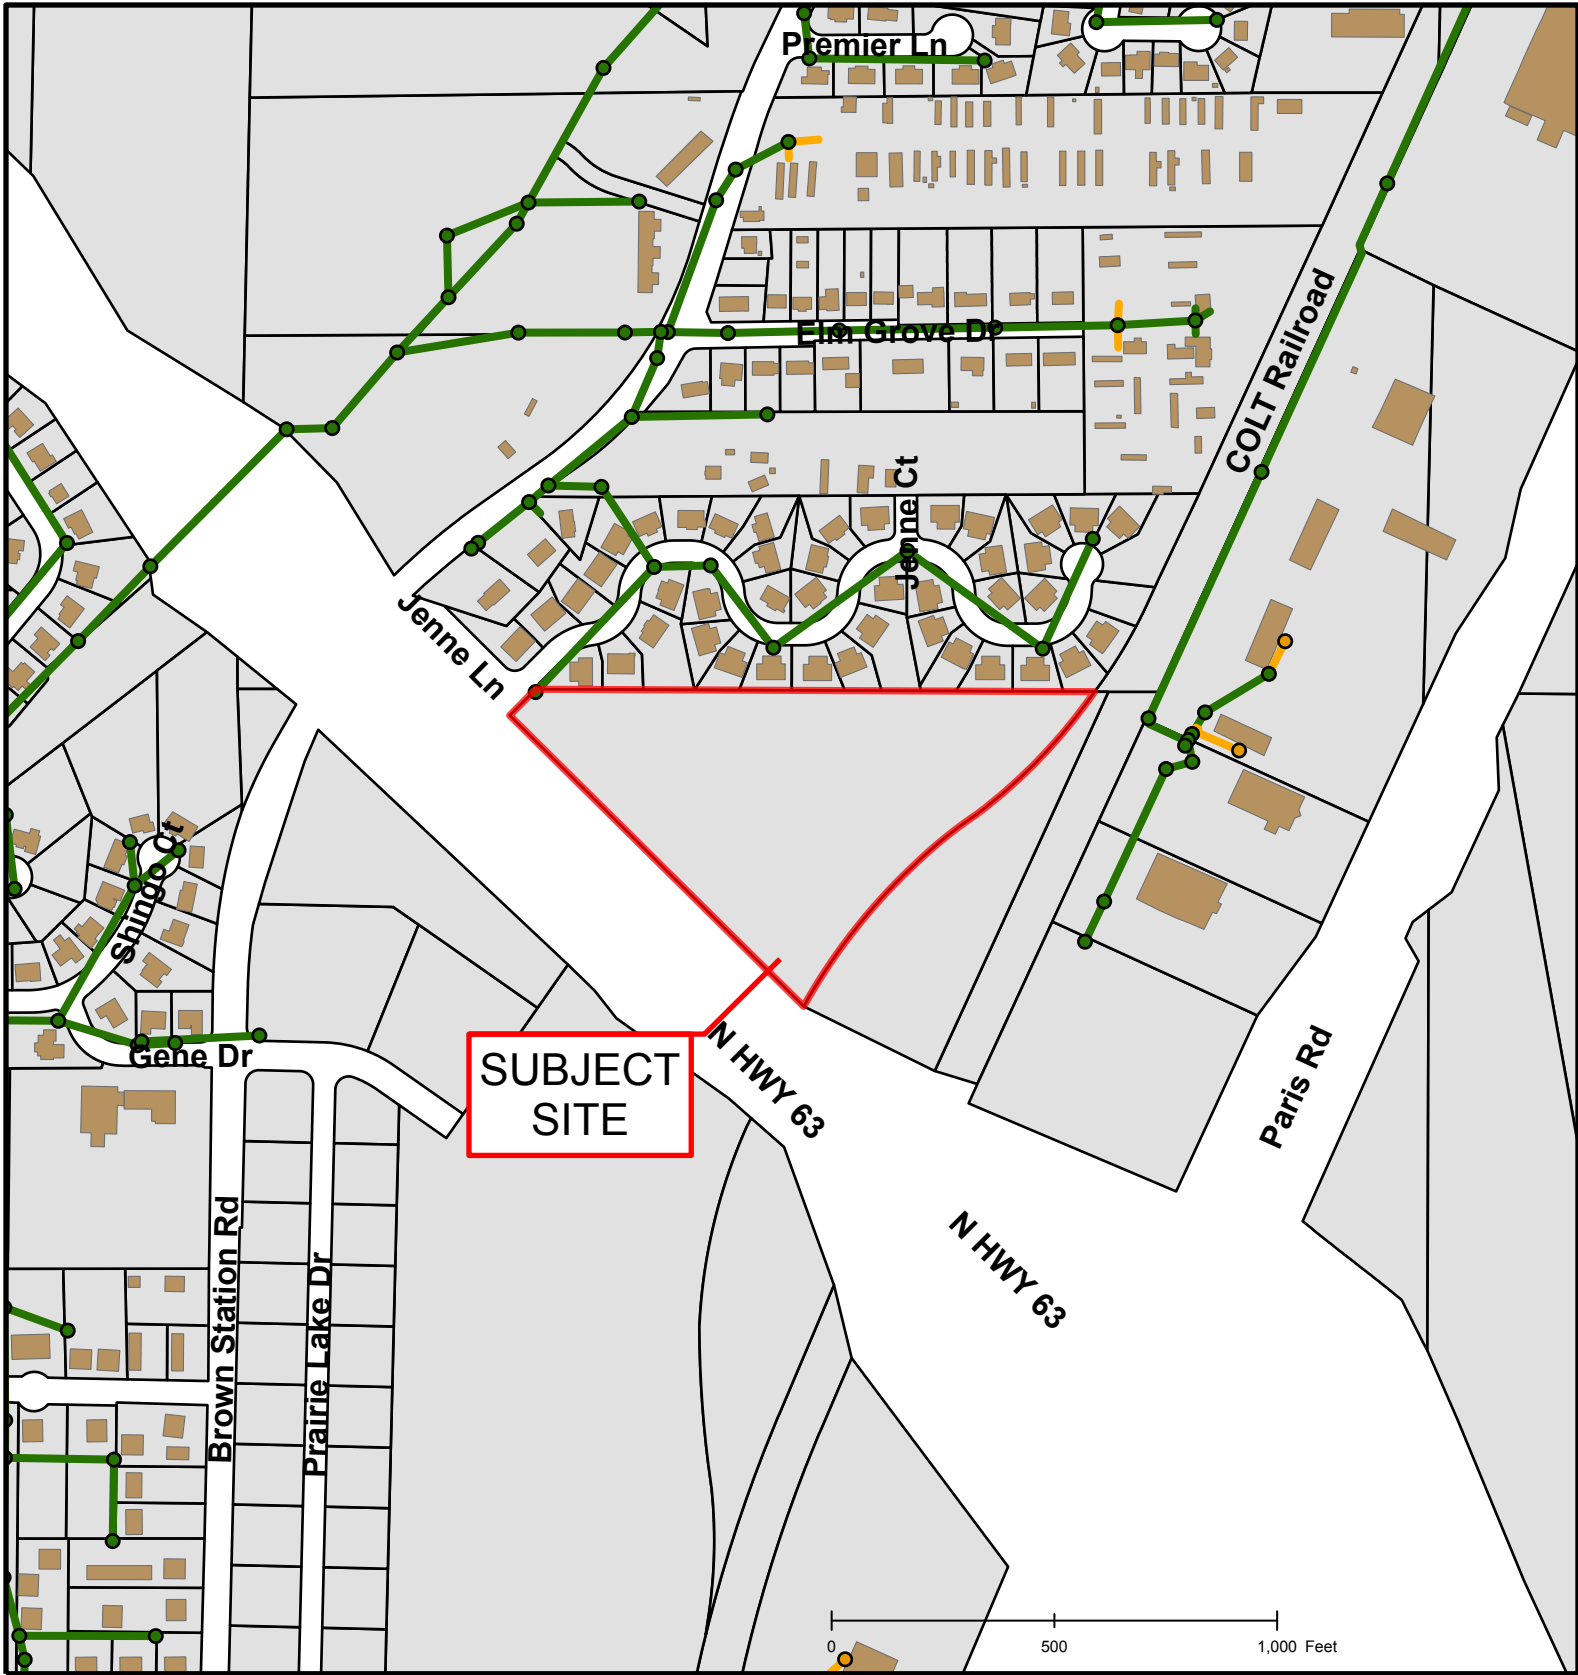 Premier Ln
Elm Grove Dr
COLT Railroad
Jenne Ct
Jenne Ln
Shingo Ct
Gene Dr
SUBJECT
SITE
N HWY 63
Paris Rd
N HWY 63
Brown Station Rd
Prairie Lake Dr
0 500 1,000 Feet